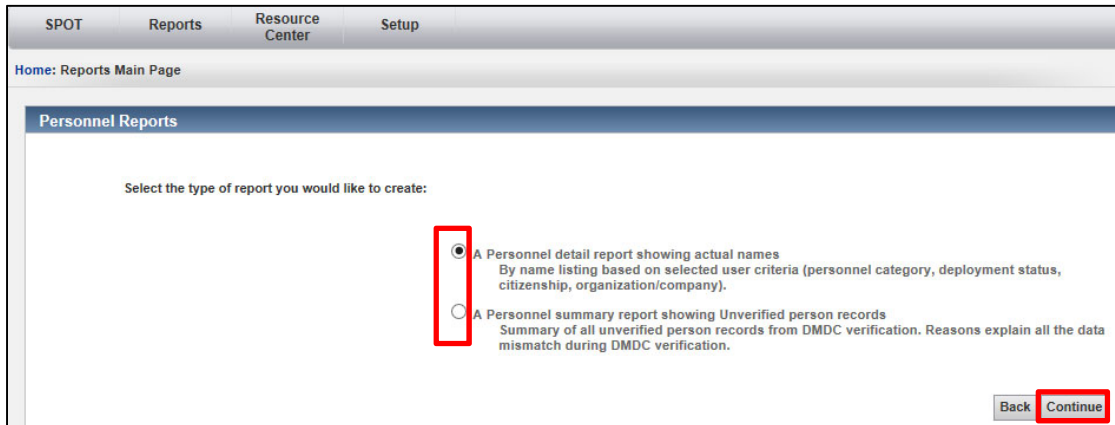 SPOT Reports Resource Center Setup
Home: Reports Main Page
Personnel Reports
Select the type of report you would like to create:
A Personnel detail report showing actual names
By name listing based on selected user criteria (personnel category, deployment status,
citizenship, organization/company).
A Personnel summary report showing Unverified person records
Summary of all unverified person records from DMDC verification. Reasons explain all the data
mismatch during DMDC verification.
Back Continue